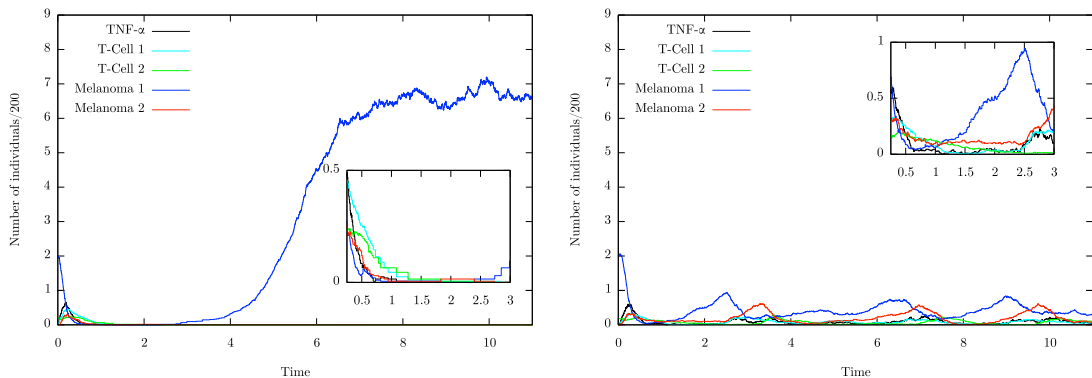 9
8
7
6
5
4
3
2
1
0
Number of individuals/200
TNF-α
T-Cell 1
T-Cell 2
Melanoma 1
Melanoma 2
0.5
0
0.5 1 1.5 2 2.5 3
0 2 4 6 8 10
Time
9
8
7
6
5
4
3
2
1
0
Number of individuals/200
TNF-α
T-Cell 1
T-Cell 2
Melanoma 1
Melanoma 2
1
0.5
0
0.5 1 1.5 2 2.5 3
0 2 4 6 8 10
Time